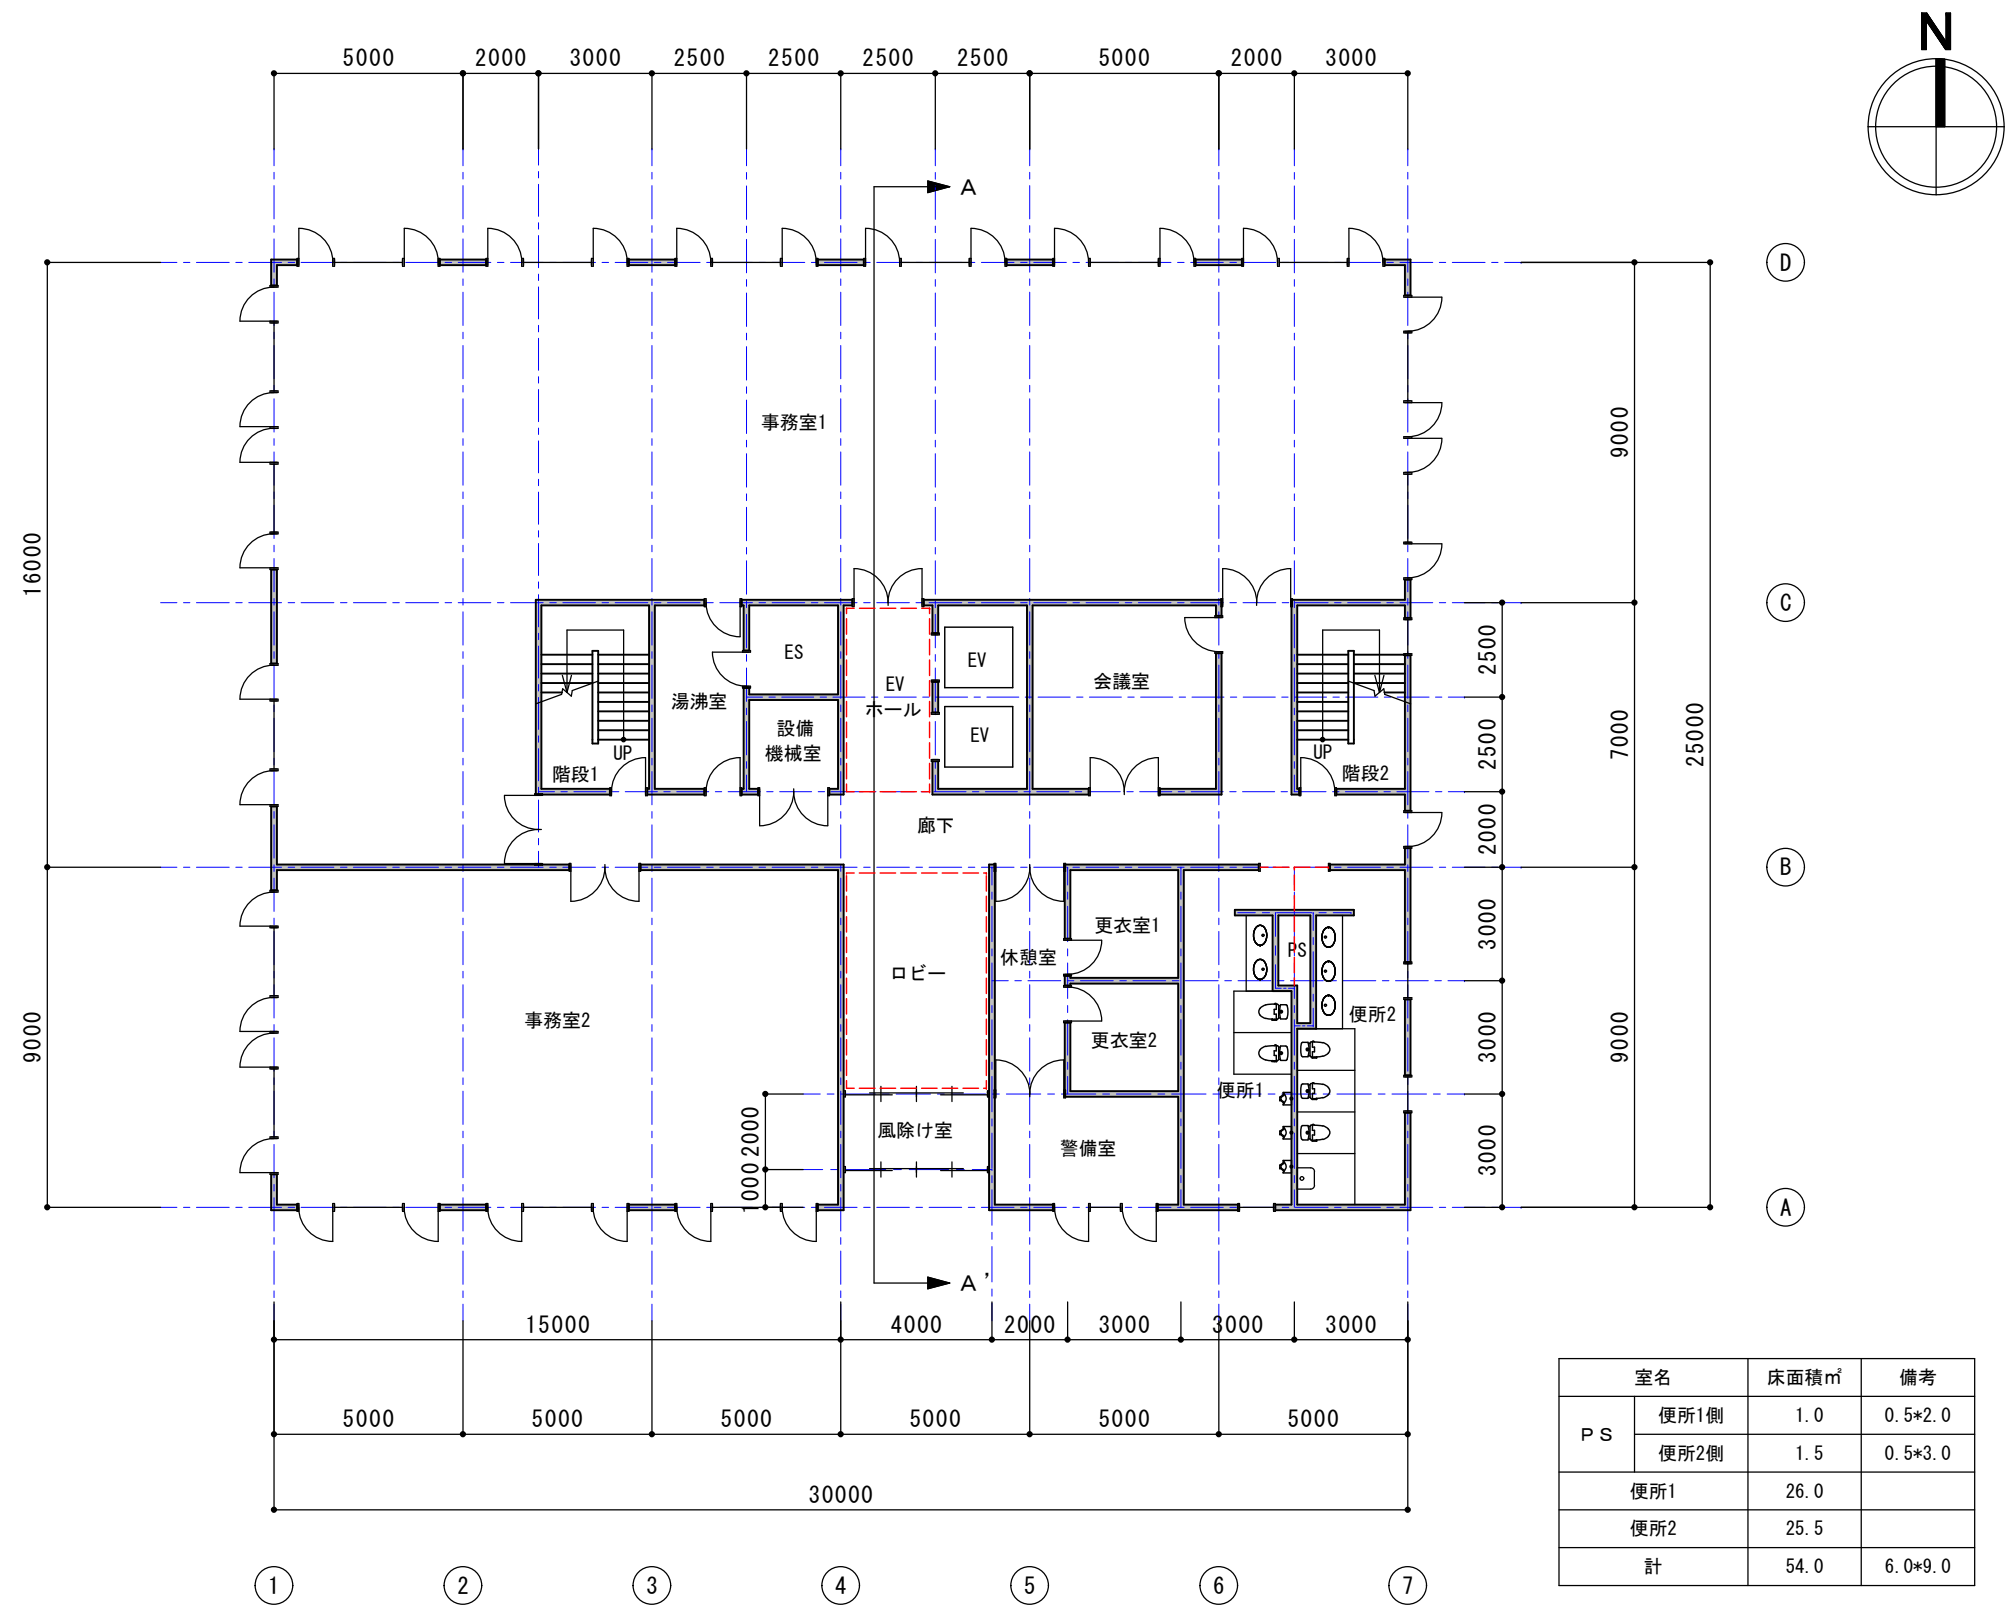 N
5000 2000 3000 2500 2500 2500 2500 5000 2000 3000
A
D
事務室1
9000
16000
C
2500
ES
EV
EV
ホール
EV
会議室
湯沸室
設備
機械室
UP
階段1
UP
階段2
2500
7000
25000
廊下
2000
B
更衣室1
休憩室
PS
3000
ロビー
事務室2
便所2
9000
更衣室2
3000
9000
便所1
風除け室
警備室
2000
1000
3000
A
A'
15000 4000 2000 3000 3000 3000
5000 5000 5000 5000 5000 5000
30000
1 2 3 4 5 6 7
室名 床面積㎡ 備考
PS 便所1側 1.0 0.5*2.0
便所2側 1.5 0.5*3.0
便所1 26.0
便所2 25.5
計 54.0 6.0*9.0